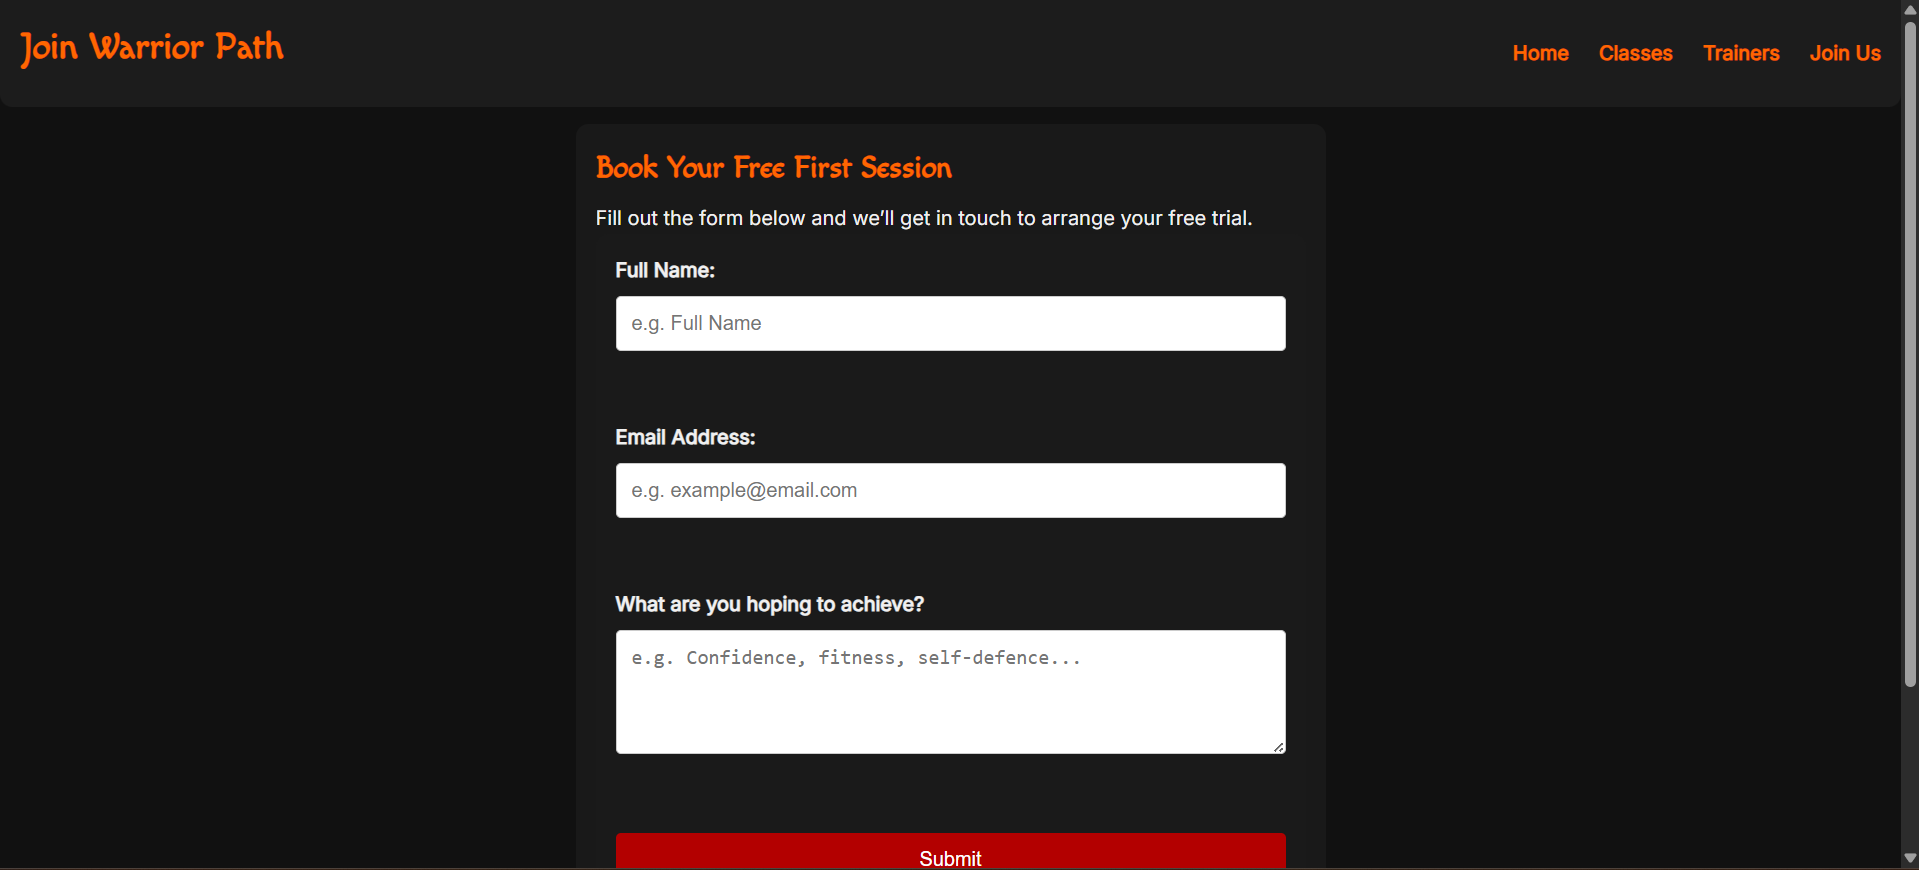 Join Warrior Path
Home Classes Trainers Join Us
Book Your Free First Session
Fill out the form below and we’ll get in touch to arrange your free trial.
Full Name:
e.g. Full Name
Email Address:
e.g. example@email.com
What are you hoping to achieve?
e.g. Confidence, fitness, self-defence...
Submit